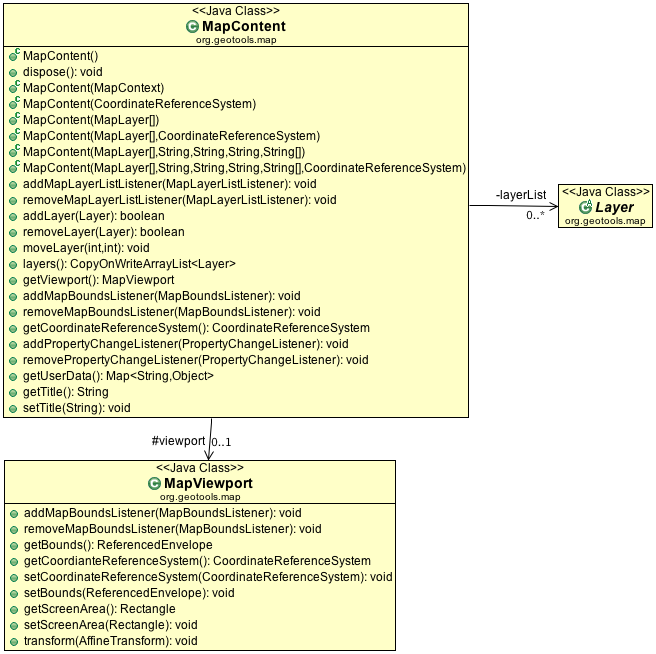 <<Java Class>>
MapContent
org.geotools.map
MapContent()
dispose(): void
MapContent(MapContext)
MapContent(CoordinateReferenceSystem)
MapContent(MapLayer[])
MapContent(MapLayer[],CoordinateReferenceSystem)
MapContent(MapLayer[],String,String,String,String[])
MapContent(MapLayer[],String,String,String,String[],CoordinateReferenceSystem)
addMapLayerListListener(MapLayerListListener): void
removeMapLayerListListener(MapLayerListListener): void
addLayer(Layer): boolean
removeLayer(Layer): boolean
moveLayer(int,int): void
layers(): CopyOnWriteArrayList<Layer>
getViewport(): MapViewport
addMapBoundsListener(MapBoundsListener): void
removeMapBoundsListener(MapBoundsListener): void
getCoordinateReferenceSystem(): CoordinateReferenceSystem
addPropertyChangeListener(PropertyChangeListener): void
removePropertyChangeListener(PropertyChangeListener): void
getUserData(): Map<String,Object>
getTitle(): String
setTitle(String): void
-layerList
0..*
<<Java Class>>
Layer
org.geotools.map
#viewport 0..1
<<Java Class>>
MapViewport
org.geotools.map
addMapBoundsListener(MapBoundsListener): void
removeMapBoundsListener(MapBoundsListener): void
getBounds(): ReferencedEnvelope
getCoordianteReferenceSystem(): CoordinateReferenceSystem
setCoordinateReferenceSystem(CoordinateReferenceSystem): void
setBounds(ReferencedEnvelope): void
getScreenArea(): Rectangle
setScreenArea(Rectangle): void
transform(AffineTransform): void